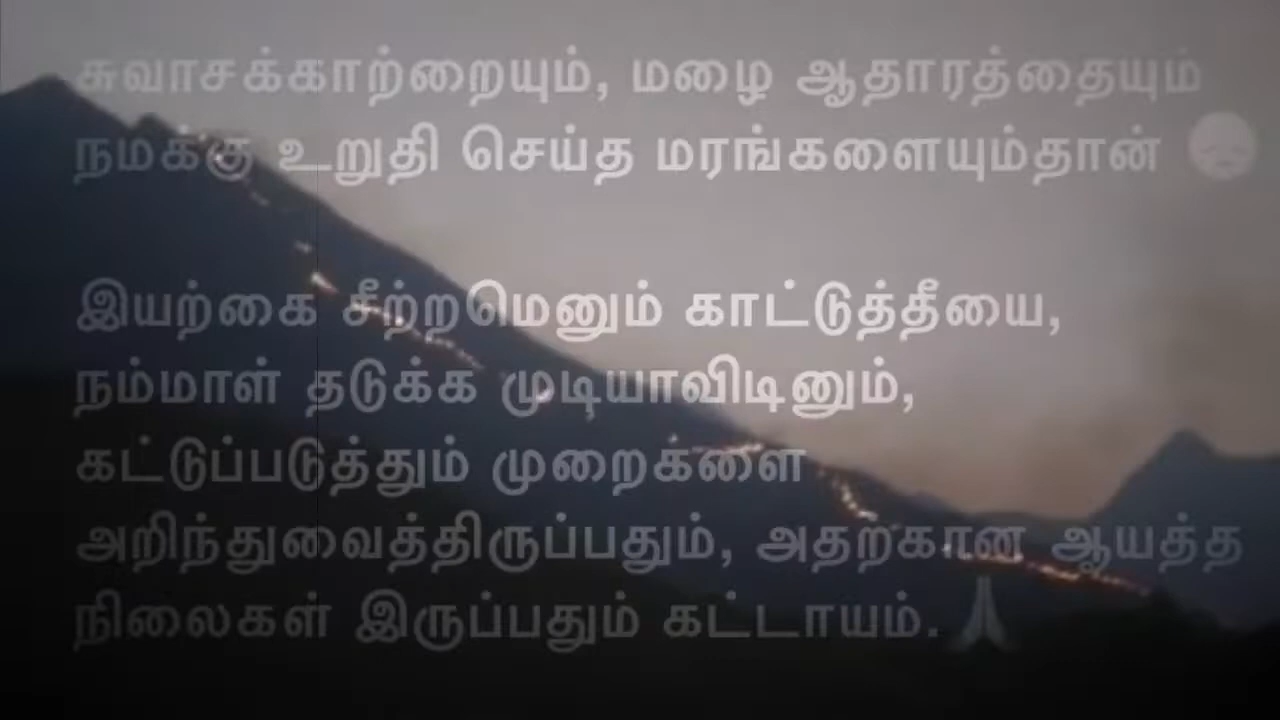 சுவாசக்காற்றையும், மழை ஆதாரத்தையும்
நமக்கு உறுதி செய்த மரங்களையும்தான் 😞
இயற்கை சீற்றமெனும் காட்டுத்தீயை,
நம்மாள் தடுக்க முடியாவிடினும்,
கட்டுப்படுத்தும் முறைக்ளை
அறிந்துவைத்திருப்பதும், அதற்கான ஆயத்த
நிலைகள் இருப்பதும் கட்டாயம். 🙏